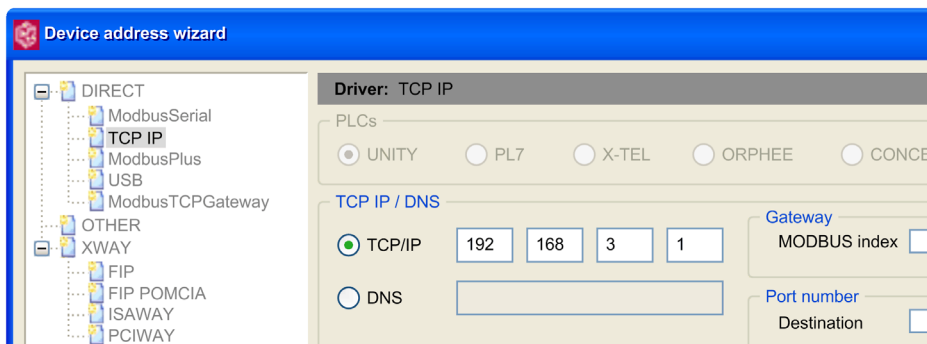 Device address wizard
DIRECT
ModbusSerial
TCP IP
ModbusPlus
USB
ModbusTCPGateway
OTHER
XWAY
FIP
FIP POMCIA
ISAWAY
PCIWAY
Driver: TCP IP
PLCs
UNITY PL7 X-TEL ORPHEE
TCP IP / DNS
TCP/IP 192 168 3 1
DNS
Gateway
MODBUS index
Port number
Destination